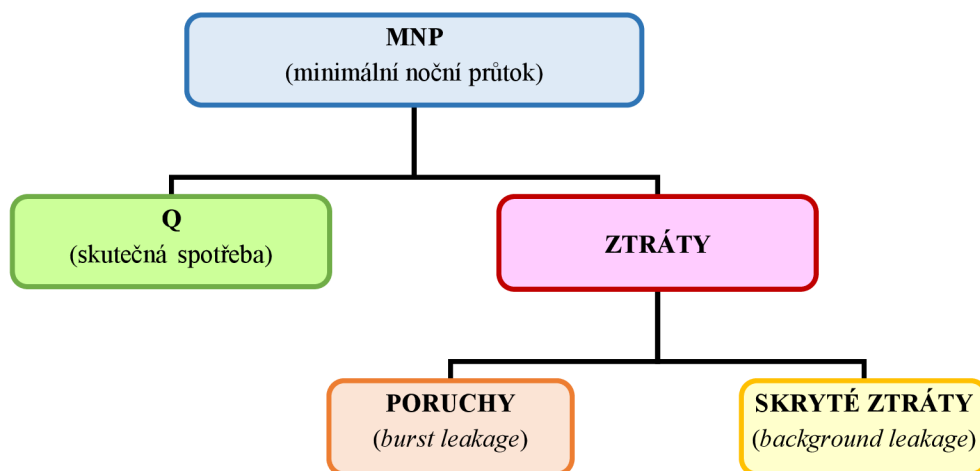 MNP
(minimální noční průtok)
Q
(skutečná spotřeba)
ZTRÁTY
PORUCHY
(burst leakage)
SKRYTÉ ZTRÁTY
(background leakage)